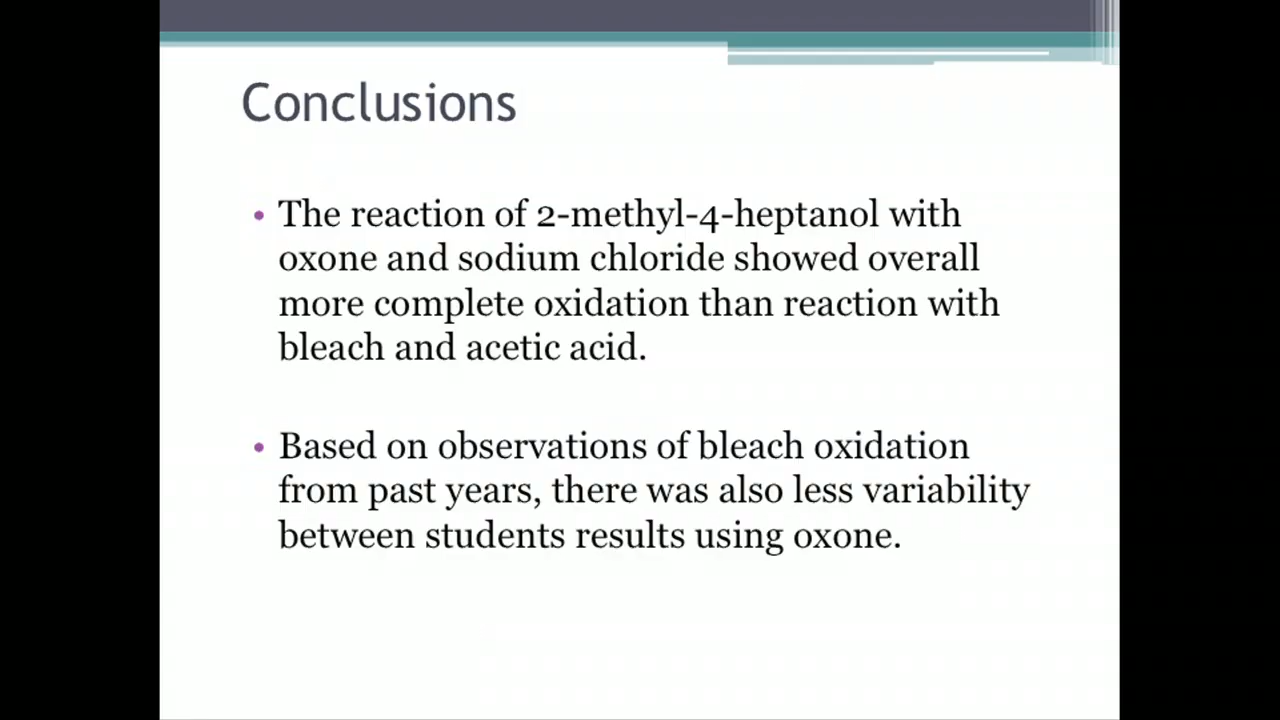 Conclusions
• The reaction of 2-methyl-4-heptanol with
oxone and sodium chloride showed overall
more complete oxidation than reaction with
bleach and acetic acid.
• Based on observations of bleach oxidation
from past years, there was also less variability
between students results using oxone.